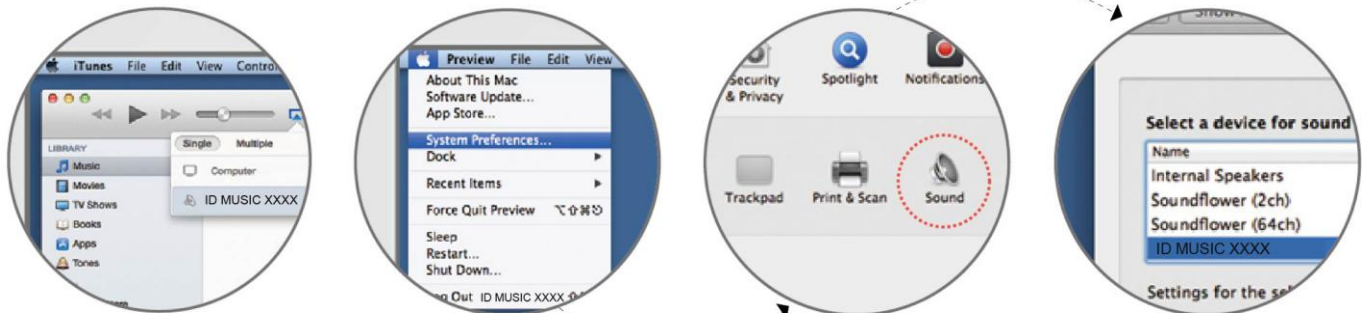 iTunes File Edit View
LIBRARY
Single Multiple
Music
Computer
Movies
ID MUSIC XXXX
TV Shows
Books
Apps
Tones
Preview File Edit View
About This Mac
Software Update...
App Store...
System Preferences...
Dock
Recent Items
Force Quit Preview ⌥⇧⌘⎋
Sleep
Restart...
Shut Down...
Out ID MUSIC XXXX
Security
& Privacy
Spotlight
Notifications
Trackpad
Print & Scan
Sound
Select a device for sound
Name
Internal Speakers
Soundflower (2ch)
Soundflower (64ch)
ID MUSIC XXXX
Settings for the